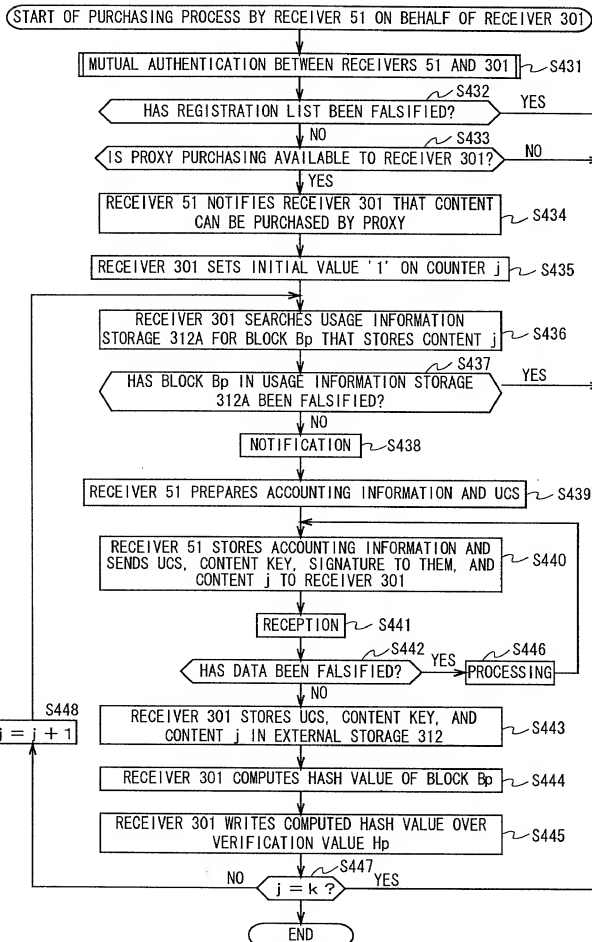 START OF PURCHASING PROCESS BY RECEIVER 51 ON BEHALF OF RECEIVER 301
MUTUAL AUTHENTICATION BETWEEN RECEIVERS 51 AND 301
S431
S432
HAS REGISTRATION LIST BEEN FALSIFIED?
YES
NO
S433
IS PROXY PURCHASING AVAILABLE TO RECEIVER 301?
NO
YES
RECEIVER 51 NOTIFIES RECEIVER 301 THAT CONTENT
CAN BE PURCHASED BY PROXY
S434
RECEIVER 301 SETS INITIAL VALUE '1' ON COUNTER j
S435
RECEIVER 301 SEARCHES USAGE INFORMATION
STORAGE 312A FOR BLOCK Bp THAT STORES CONTENT j
S436
S437
HAS BLOCK Bp IN USAGE INFORMATION STORAGE
312A BEEN FALSIFIED?
YES
NO
NOTIFICATION
S438
RECEIVER 51 PREPARES ACCOUNTING INFORMATION AND UCS
S439
RECEIVER 51 STORES ACCOUNTING INFORMATION AND
SENDS UCS, CONTENT KEY, SIGNATURE TO THEM, AND
CONTENT j TO RECEIVER 301
S440
RECEPTION
S441
S442
HAS DATA BEEN FALSIFIED?
YES
S446
PROCESSING
NO
S448
j = j + 1
RECEIVER 301 STORES UCS, CONTENT KEY, AND
CONTENT j IN EXTERNAL STORAGE 312
S443
RECEIVER 301 COMPUTES HASH VALUE OF BLOCK Bp
S444
RECEIVER 301 WRITES COMPUTED HASH VALUE OVER
VERIFICATION VALUE Hp
S445
S447
NO
j = k ?
YES
END